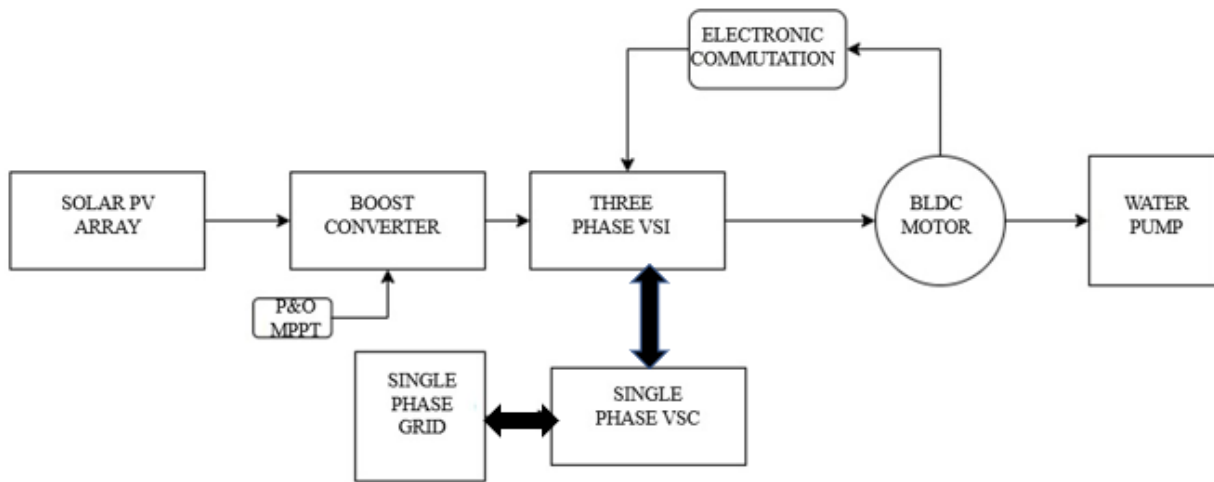 ELECTRONIC
COMMUTATION
SOLAR PV
ARRAY
BOOST
CONVERTER
THREE
PHASE VSI
BLDC
MOTOR
WATER
PUMP
P&O
MPPT
SINGLE
PHASE
GRID
SINGLE
PHASE VSC